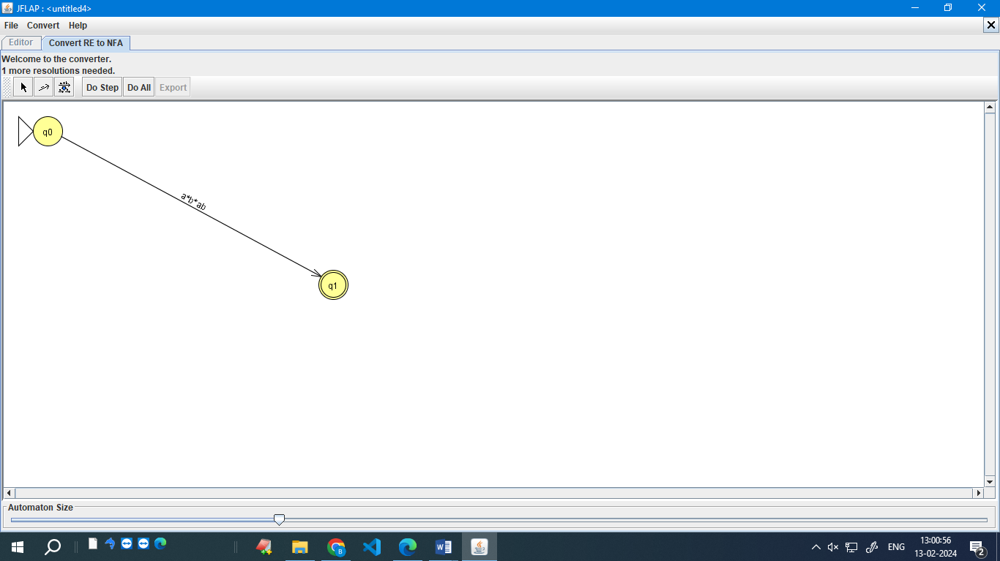 JFLAP : <untitled4>
File Convert Help
Editor Convert RE to NFA
Welcome to the converter.
1 more resolutions needed.
Do Step Do All Export
q0
a*b*ab
q1
Automaton Size
B
W
ENG
13:00:56
13-02-2024
2